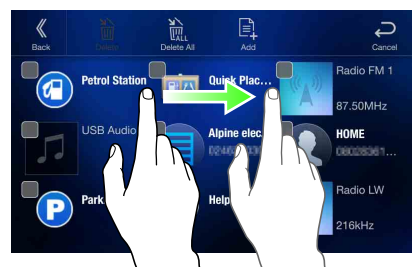 Back
Delete
Delete All
Add
Cancel
ALL
Petrol Station
Quick Plac...
Radio FM 1
87.50MHz
USB Audio
Alpine elec
HOME
P
Park
Help
Radio LW
216kHz